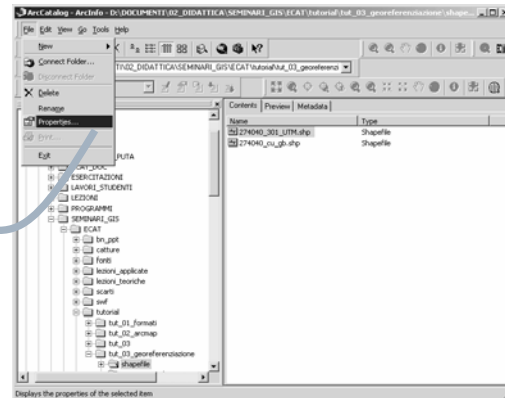 ArcCatalog - ArcInfo - D:\DOCUMENTI\02_DIDATTICA\SEMINARI_GIS\ECAT\tutorial\tut_03_georeferenziazione\shape...
File Edit View Go Tools Help
New
Connect Folder...
Disconnect Folder
Delete
Rename
Properties...
Print...
Exit
TI\02_DIDATTICA\SEMINARI_GIS\ECAT\tutorial\tut_03_georeferenzi
Contents Preview Metadata
Name Type
274040_301_UTM.shp Shapefile
274040_cu_gb.shp Shapefile
_PUTA
ECAT_DOC
ESERCITAZIONI
LAVORI_STUDENTI
LEZIONI
PROGRAMMI
SEMINARI_GIS
ECAT
bn_ppt
catture
fonti
lezioni_applicate
lezioni_teoriche
scarti
swf
tutorial
tut_01_formati
tut_02_arcmap
tut_03
tut_03_georeferenziazione
shapefile
Displays the properties of the selected item